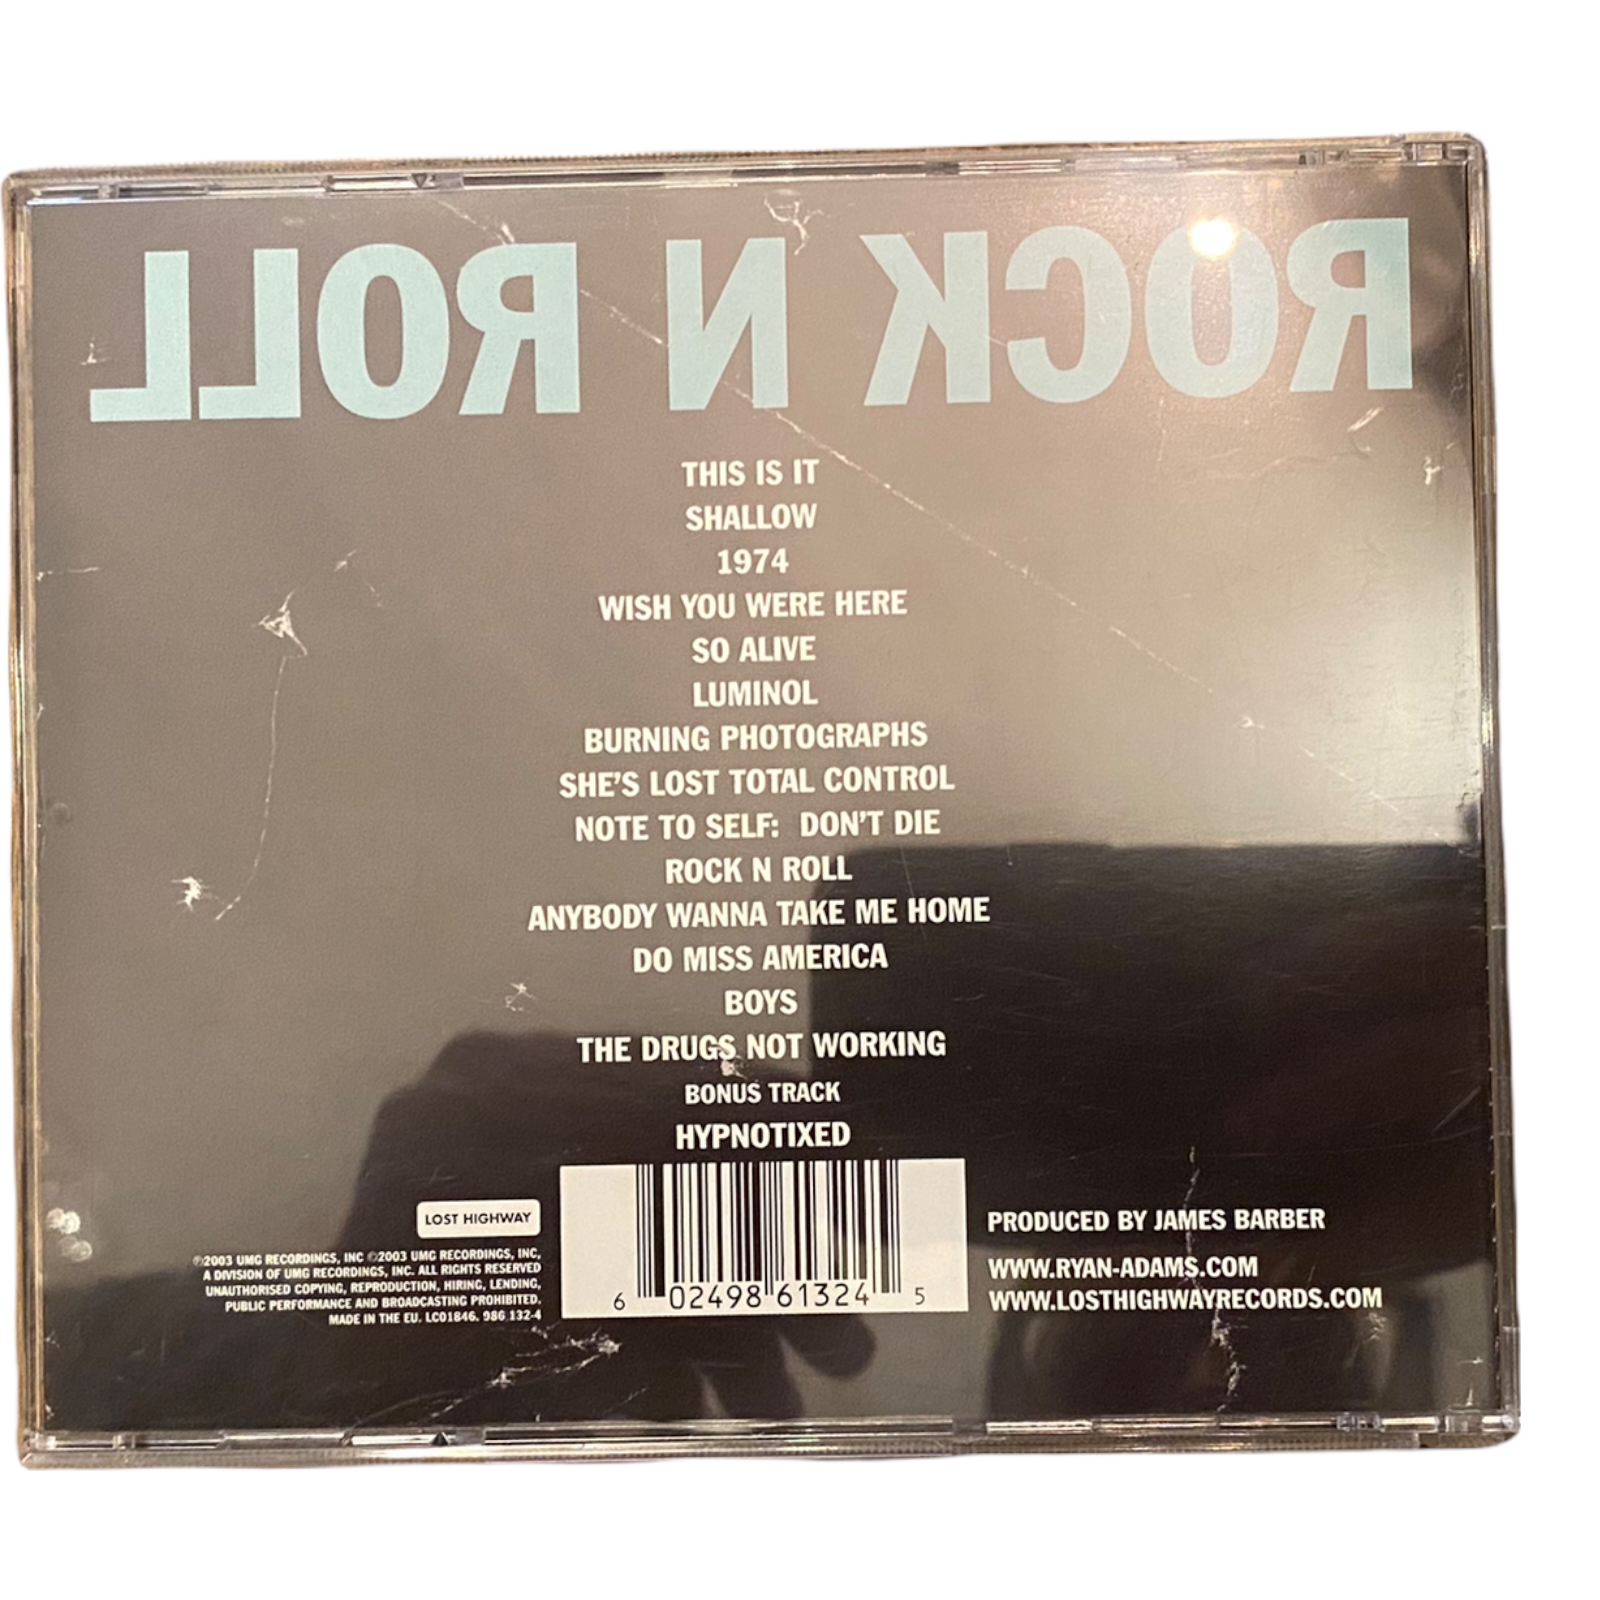 ROCK N ROLL
THIS IS IT
SHALLOW
1974
WISH YOU WERE HERE
SO ALIVE
LUMINOL
BURNING PHOTOGRAPHS
SHE'S LOST TOTAL CONTROL
NOTE TO SELF: DON'T DIE
ROCK N ROLL
ANYBODY WANNA TAKE ME HOME
DO MISS AMERICA
BOYS
THE DRUGS NOT WORKING
BONUS TRACK
HYPNOTIXED
LOST HIGHWAY
℗2003 UMG RECORDINGS, INC ©2003 UMG RECORDINGS, INC,
A DIVISION OF UMG RECORDINGS, INC. ALL RIGHTS RESERVED
UNAUTHORISED COPYING, REPRODUCTION, HIRING, LENDING,
PUBLIC PERFORMANCE AND BROADCASTING PROHIBITED.
MADE IN THE EU. LC01846. 986 132-4
6 02498 61324 5
PRODUCED BY JAMES BARBER
WWW.RYAN-ADAMS.COM
WWW.LOSTHIGHWAYRECORDS.COM